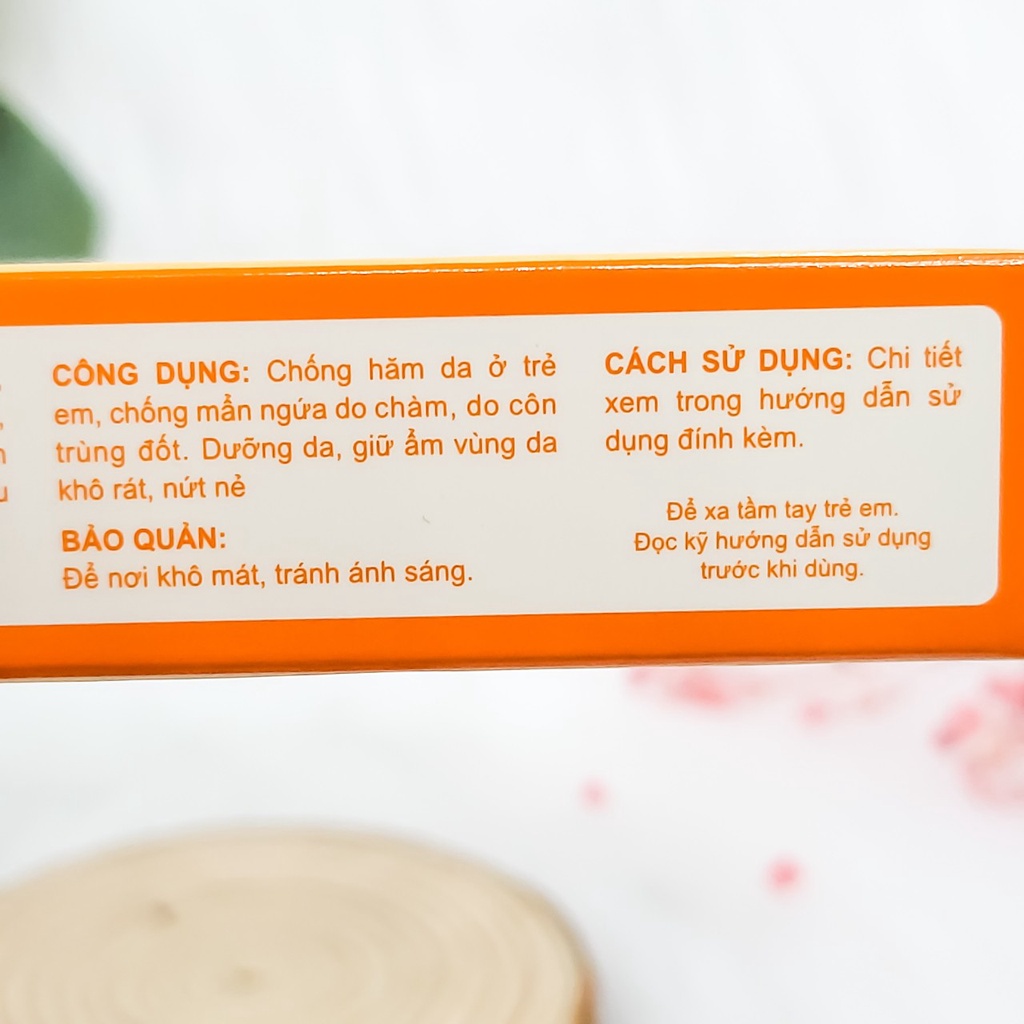 CÔNG DỤNG: Chống hăm da ở trẻ
em, chống mẩn ngứa do chàm, do côn
trùng đốt. Dưỡng da, giữ ẩm vùng da
khô rát, nứt nẻ
BẢO QUẢN:
Để nơi khô mát, tránh ánh sáng.
CÁCH SỬ DỤNG: Chi tiết
xem trong hướng dẫn sử
dụng đính kèm.
Để xa tầm tay trẻ em.
Đọc kỹ hướng dẫn sử dụng
trước khi dùng.